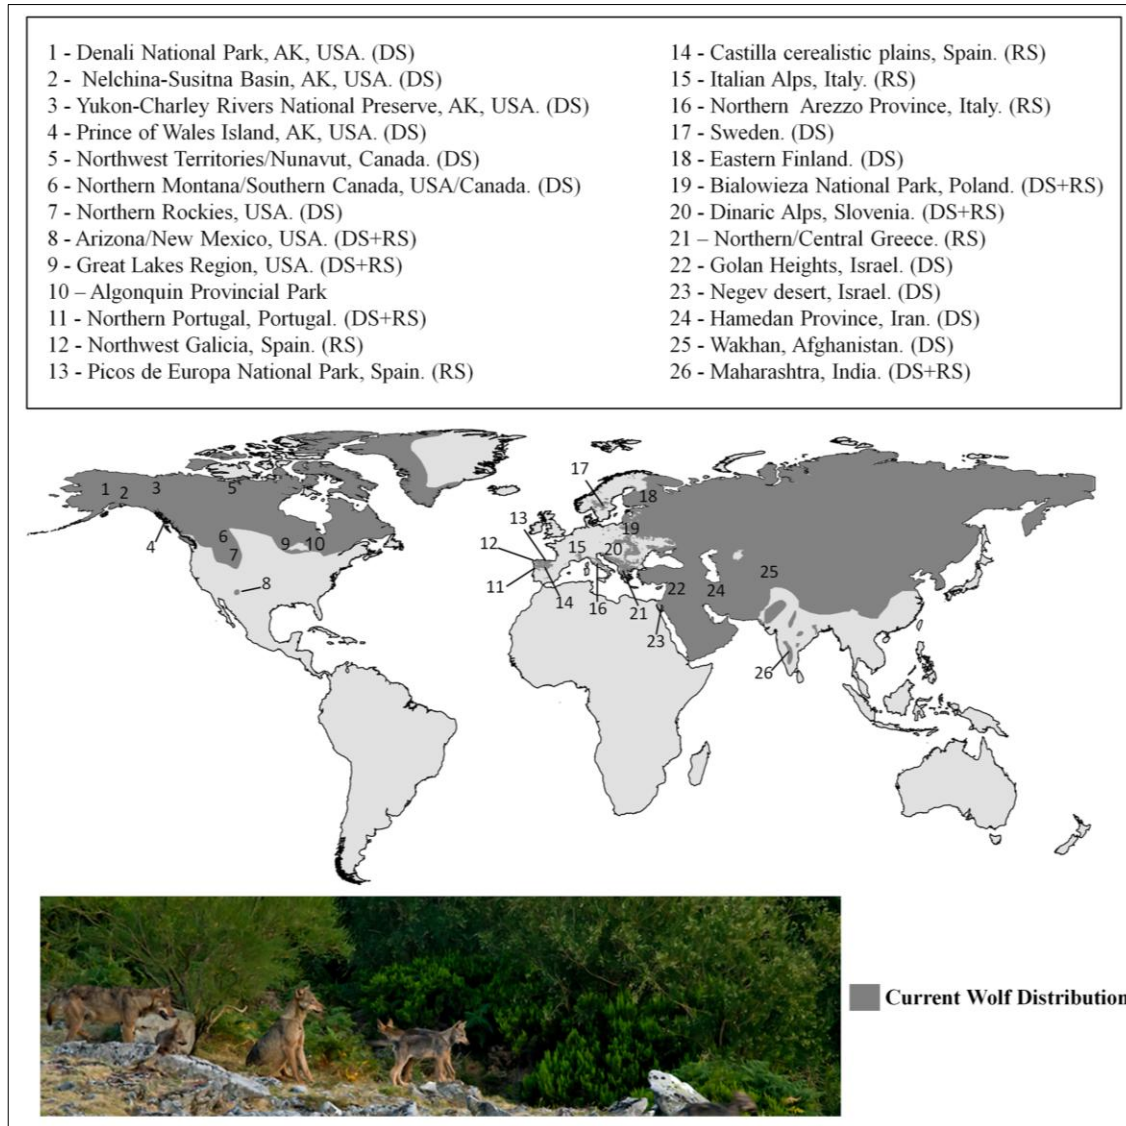 1 - Denali National Park, AK, USA. (DS)
2 - Nelchina-Susitna Basin, AK, USA. (DS)
3 - Yukon-Charley Rivers National Preserve, AK, USA. (DS)
4 - Prince of Wales Island, AK, USA. (DS)
5 - Northwest Territories/Nunavut, Canada. (DS)
6 - Northern Montana/Southern Canada, USA/Canada. (DS)
7 - Northern Rockies, USA. (DS)
8 - Arizona/New Mexico, USA. (DS+RS)
9 - Great Lakes Region, USA. (DS+RS)
10 – Algonquin Provincial Park
11 - Northern Portugal, Portugal. (DS+RS)
12 - Northwest Galicia, Spain. (RS)
13 - Picos de Europa National Park, Spain. (RS)
14 - Castilla cerealistic plains, Spain. (RS)
15 - Italian Alps, Italy. (RS)
16 - Northern Arezzo Province, Italy. (RS)
17 - Sweden. (DS)
18 - Eastern Finland. (DS)
19 - Bialowieza National Park, Poland. (DS+RS)
20 - Dinaric Alps, Slovenia. (DS+RS)
21 – Northern/Central Greece. (RS)
22 - Golan Heights, Israel. (DS)
23 - Negev desert, Israel. (DS)
24 - Hamedan Province, Iran. (DS)
25 - Wakhan, Afghanistan. (DS)
26 - Maharashtra, India. (DS+RS)
1
2
3
4
5
6
7
8
9
10
11
12
13
14
15
16
17
18
19
20
21
22
23
24
25
26
Current Wolf Distribution